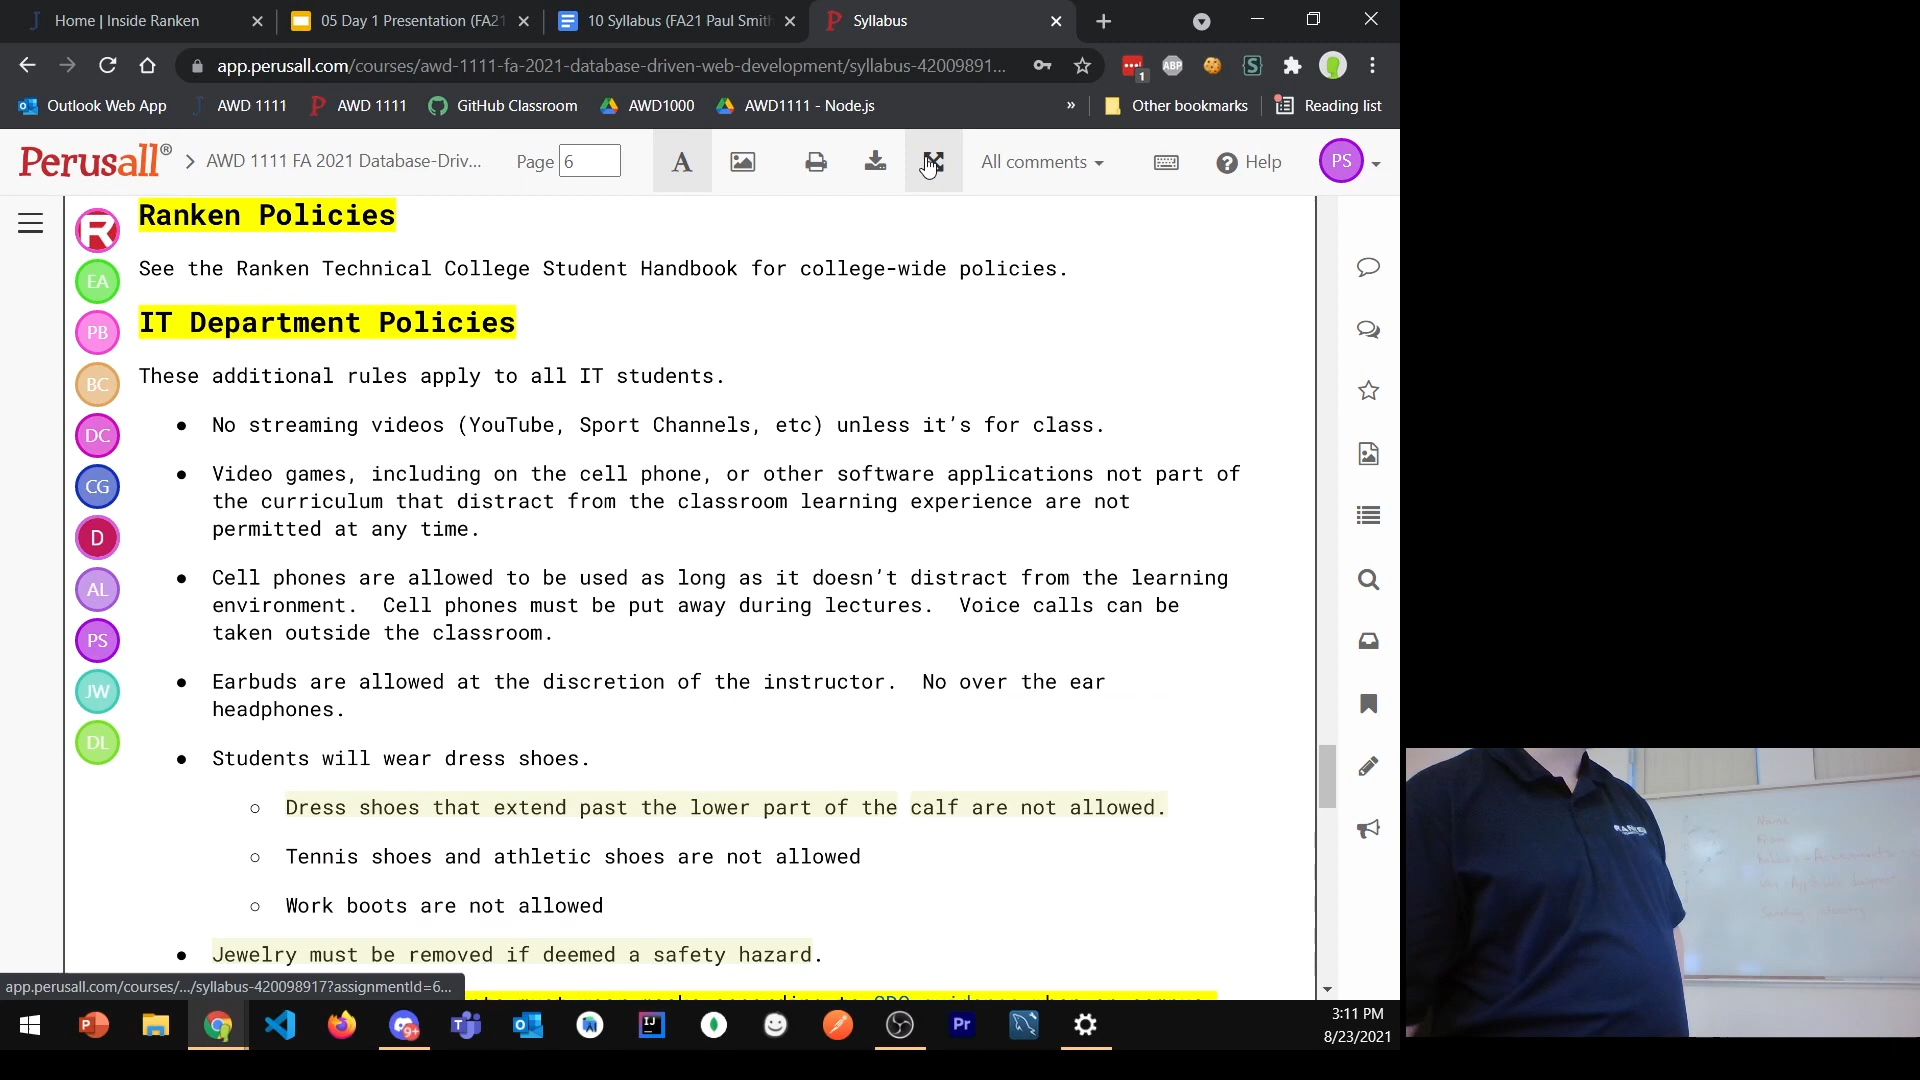 Home | Inside Ranken
05 Day 1 Presentation (FA21
10 Syllabus (FA21 Paul Smith
Syllabus
app.perusall.com/courses/awd-1111-fa-2021-database-driven-web-development/syllabus-42009891...
1
ABP
Outlook Web App
AWD 1111
AWD 1111
GitHub Classroom
AWD1000
AWD1111 - Node.js
»
Other bookmarks
Reading list
Perusall®
AWD 1111 FA 2021 Database-Driv...
Page 6
A
All comments
Help
PS
R
EA
PB
BC
DC
CG
D
AL
PS
JW
DL
Ranken Policies
See the Ranken Technical College Student Handbook for college-wide policies.
IT Department Policies
These additional rules apply to all IT students.
● No streaming videos (YouTube, Sport Channels, etc) unless it’s for class.
● Video games, including on the cell phone, or other software applications not part of
the curriculum that distract from the classroom learning experience are not
permitted at any time.
● Cell phones are allowed to be used as long as it doesn’t distract from the learning
environment. Cell phones must be put away during lectures. Voice calls can be
taken outside the classroom.
● Earbuds are allowed at the discretion of the instructor. No over the ear
headphones.
● Students will wear dress shoes.
○ Dress shoes that extend past the lower part of the calf are not allowed.
○ Tennis shoes and athletic shoes are not allowed
○ Work boots are not allowed
● Jewelry must be removed if deemed a safety hazard.
app.perusall.com/courses/.../syllabus-420098917?assignmentId=6...
3:11 PM
8/23/2021
Name